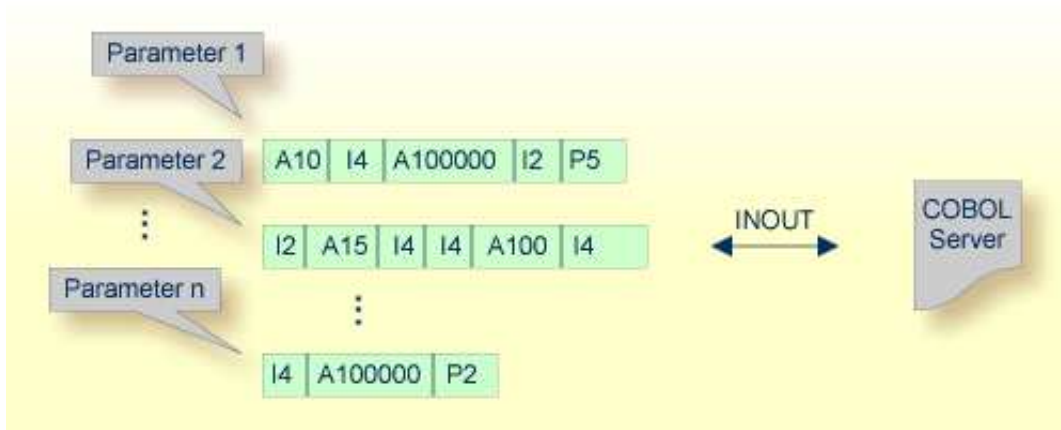 Parameter 1
Parameter 2
A10 I4 A100000 I2 P5
INOUT
COBOL
Server
I2 A15 I4 I4 A100 I4
Parameter n
I4 A100000 P2